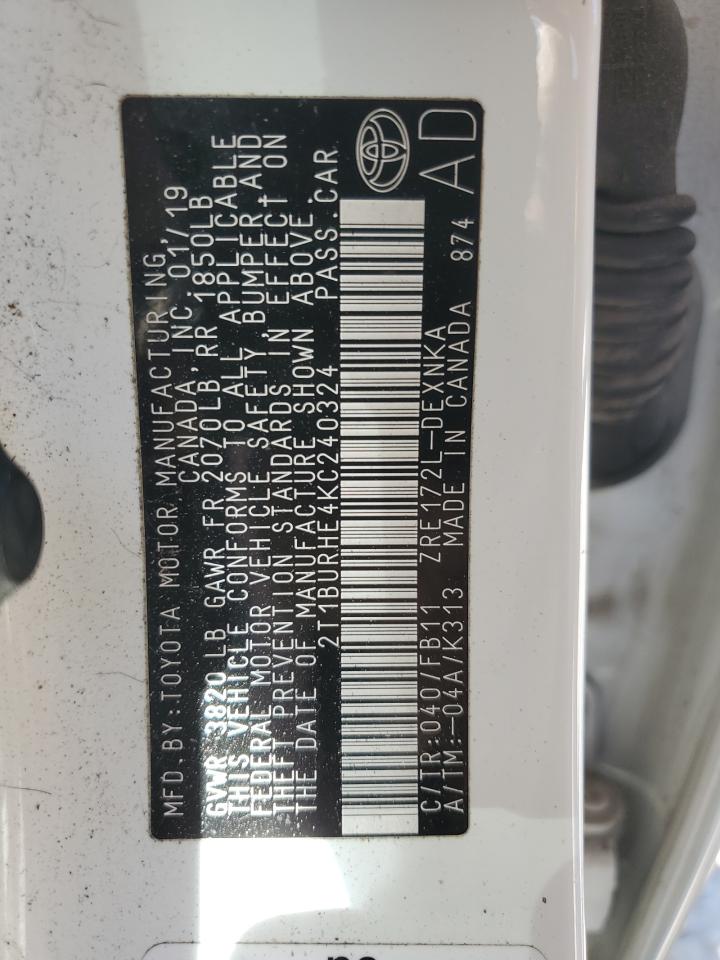 MFD. BY: TOYOTA MOTOR MANUFACTURING,
CANADA, INC. 01/19
GVWR 3820LB GAWR FR 2070LB, RR 1850LB
THIS VEHICLE CONFORMS TO ALL APPLICABLE
FEDERAL MOTOR VEHICLE SAFETY, BUMPER, AND
THEFT PREVENTION STANDARDS IN EFFECT ON
THE DATE OF MANUFACTURE SHOWN ABOVE.
2T1BURHE4KC240324 PASS. CAR
C/TR: 040/FB11 ZRE172L-DEXNKA
A/TM: -04A/K313 MADE IN CANADA 874
AD